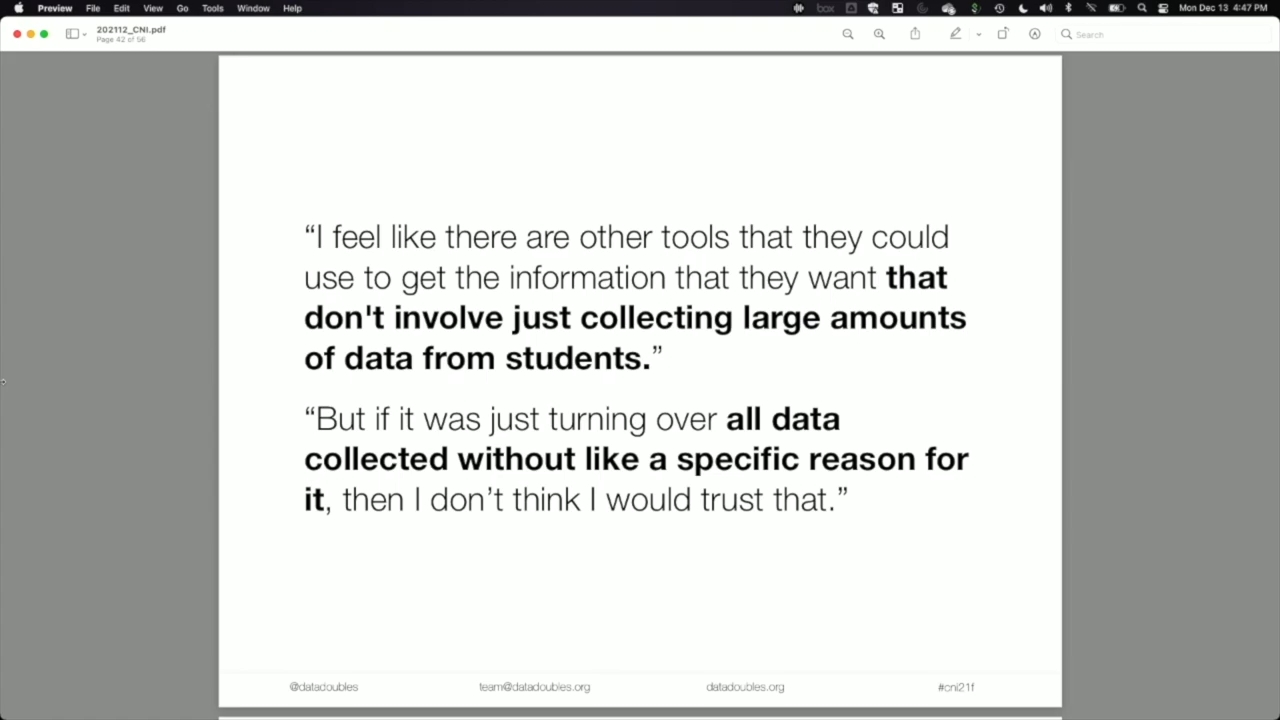 Preview File Edit View Go Tools Window Help
box
Mon Dec 13 4:47 PM
202112_CNI.pdf
Page 42 of 56
Search
“I feel like there are other tools that they could
use to get the information that they want that
don't involve just collecting large amounts
of data from students.”
“But if it was just turning over all data
collected without like a specific reason for
it, then I don’t think I would trust that.”
@datadoubles
team@datadoubles.org
datadoubles.org
#cni21f